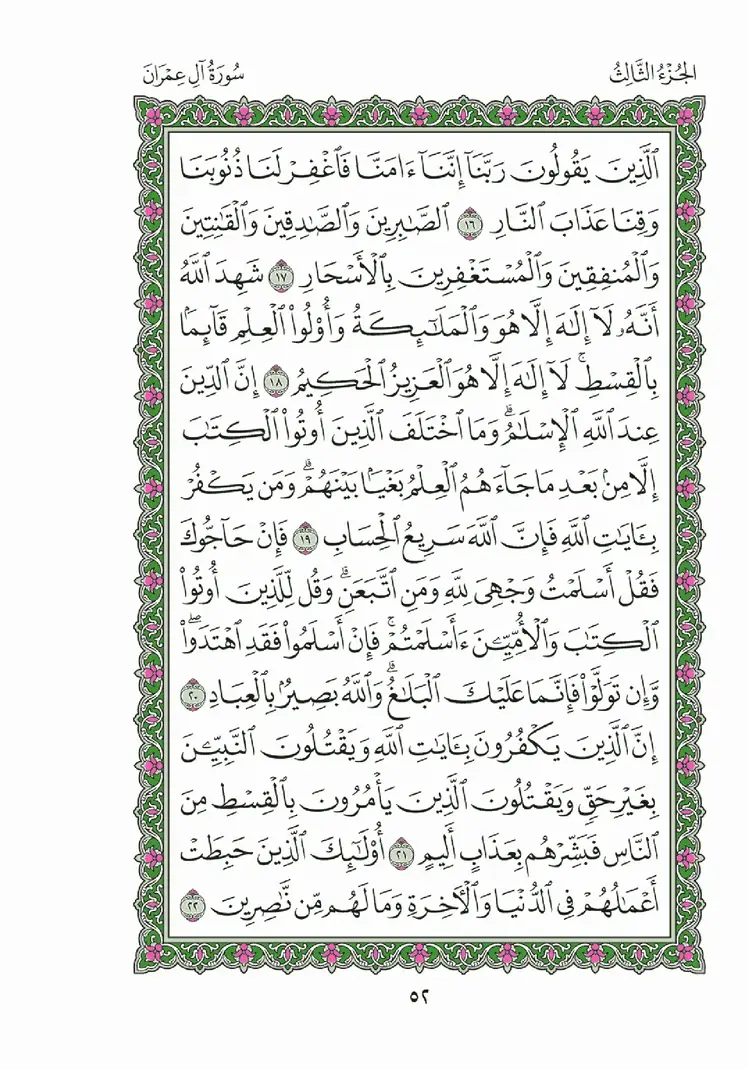 الجُزْءُ الثَّالِثُ
سُورَةُ آلِ عِمْرَانَ
ٱلَّذِينَ يَقُولُونَ رَبَّنَآ إِنَّنَآ ءَامَنَّا فَٱغْفِرْ لَنَا ذُنُوبَنَا
وَقِنَا عَذَابَ ٱلنَّارِ ١٦ ٱلصَّٰبِرِينَ وَٱلصَّٰدِقِينَ وَٱلْقَٰنِتِينَ
وَٱلْمُنفِقِينَ وَٱلْمُسْتَغْفِرِينَ بِٱلْأَسْحَارِ ١٧ شَهِدَ ٱللَّهُ
أَنَّهُۥ لَآ إِلَٰهَ إِلَّا هُوَ وَٱلْمَلَٰٓئِكَةُ وَأُو۟لُوا۟ ٱلْعِلْمِ قَآئِمًۢا
بِٱلْقِسْطِ ۚ لَآ إِلَٰهَ إِلَّا هُوَ ٱلْعَزِيزُ ٱلْحَكِيمُ ١٨ إِنَّ ٱلدِّينَ
عِندَ ٱللَّهِ ٱلْإِسْلَٰمُ ۗ وَمَا ٱخْتَلَفَ ٱلَّذِينَ أُوتُوا۟ ٱلْكِتَٰبَ
إِلَّا مِنۢ بَعْدِ مَا جَآءَهُمُ ٱلْعِلْمُ بَغْيًۢا بَيْنَهُمْ ۗ وَمَن يَكْفُرْ
بِـَٔايَٰتِ ٱللَّهِ فَإِنَّ ٱللَّهَ سَرِيعُ ٱلْحِسَابِ ١٩ فَإِنْ حَآجُّوكَ
فَقُلْ أَسْلَمْتُ وَجْهِىَ لِلَّهِ وَمَنِ ٱتَّبَعَنِ ۗ وَقُل لِّلَّذِينَ أُوتُوا۟
ٱلْكِتَٰبَ وَٱلْأُمِّيِّـۧنَ ءَأَسْلَمْتُمْ ۚ فَإِنْ أَسْلَمُوا۟ فَقَدِ ٱهْتَدَوا۟ ۖ
وَّإِن تَوَلَّوْا۟ فَإِنَّمَا عَلَيْكَ ٱلْبَلَٰغُ ۗ وَٱللَّهُ بَصِيرٌۢ بِٱلْعِبَادِ ٢٠
إِنَّ ٱلَّذِينَ يَكْفُرُونَ بِـَٔايَٰتِ ٱللَّهِ وَيَقْتُلُونَ ٱلنَّبِيِّـۧنَ
بِغَيْرِ حَقٍّ وَيَقْتُلُونَ ٱلَّذِينَ يَأْمُرُونَ بِٱلْقِسْطِ مِنَ
ٱلنَّاسِ فَبَشِّرْهُم بِعَذَابٍ أَلِيمٍ ٢١ أُو۟لَٰٓئِكَ ٱلَّذِينَ حَبِطَتْ
أَعْمَٰلُهُمْ فِى ٱلدُّنْيَا وَٱلْءَاخِرَةِ وَمَا لَهُم مِّن نَّٰصِرِينَ ٢٢
٥٢